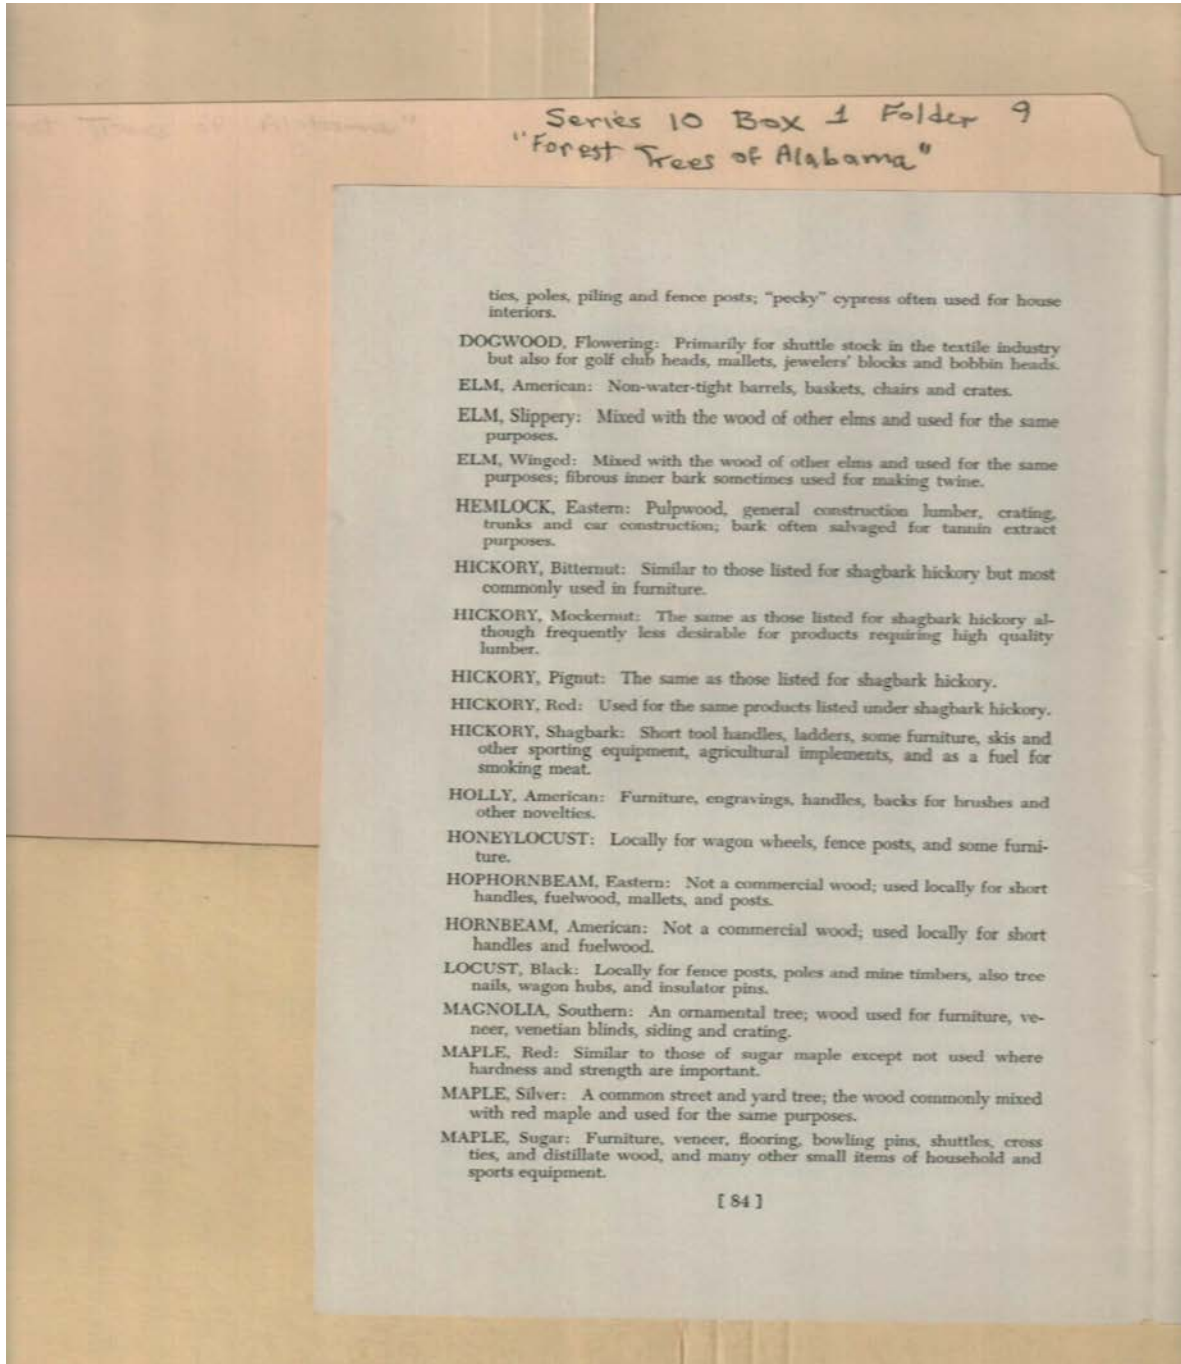 Series 10 Box 1 Folder 9
"Forest Trees of Alabama"
ties, poles, piling and fence posts; "pecky" cypress often used for house
interiors.
DOGWOOD, Flowering: Primarily for shuttle stock in the textile industry
but also for golf club heads, mallets, jewelers' blocks and bobbin heads.
ELM, American: Non-water-tight barrels, baskets, chairs and crates.
ELM, Slippery: Mixed with the wood of other elms and used for the same
purposes.
ELM, Winged: Mixed with the wood of other elms and used for the same
purposes; fibrous inner bark sometimes used for making twine.
HEMLOCK, Eastern: Pulpwood, general construction lumber, crating,
trunks and car construction; bark often salvaged for tannin extract
purposes.
HICKORY, Bitternut: Similar to those listed for shagbark hickory but most
commonly used in furniture.
HICKORY, Mockernut: The same as those listed for shagbark hickory al-
though frequently less desirable for products requiring high quality
lumber.
HICKORY, Pignut: The same as those listed for shagbark hickory.
HICKORY, Red: Used for the same products listed under shagbark hickory.
HICKORY, Shagbark: Short tool handles, ladders, some furniture, skis and
other sporting equipment, agricultural implements, and as a fuel for
smoking meat.
HOLLY, American: Furniture, engravings, handles, backs for brushes and
other novelties.
HONEYLOCUST: Locally for wagon wheels, fence posts, and some furni-
ture.
HOPHORNBEAM, Eastern: Not a commercial wood; used locally for short
handles, fuelwood, mallets, and posts.
HORNBEAM, American: Not a commercial wood; used locally for short
handles and fuelwood.
LOCUST, Black: Locally for fence posts, poles and mine timbers, also tree
nails, wagon hubs, and insulator pins.
MAGNOLIA, Southern: An ornamental tree; wood used for furniture, ve-
neer, venetian blinds, siding and crating.
MAPLE, Red: Similar to those of sugar maple except not used where
hardness and strength are important.
MAPLE, Silver: A common street and yard tree; the wood commonly mixed
with red maple and used for the same purposes.
MAPLE, Sugar: Furniture, veneer, flooring, bowling pins, shuttles, cross
ties, and distillate wood, and many other small items of household and
sports equipment.
[ 84 ]